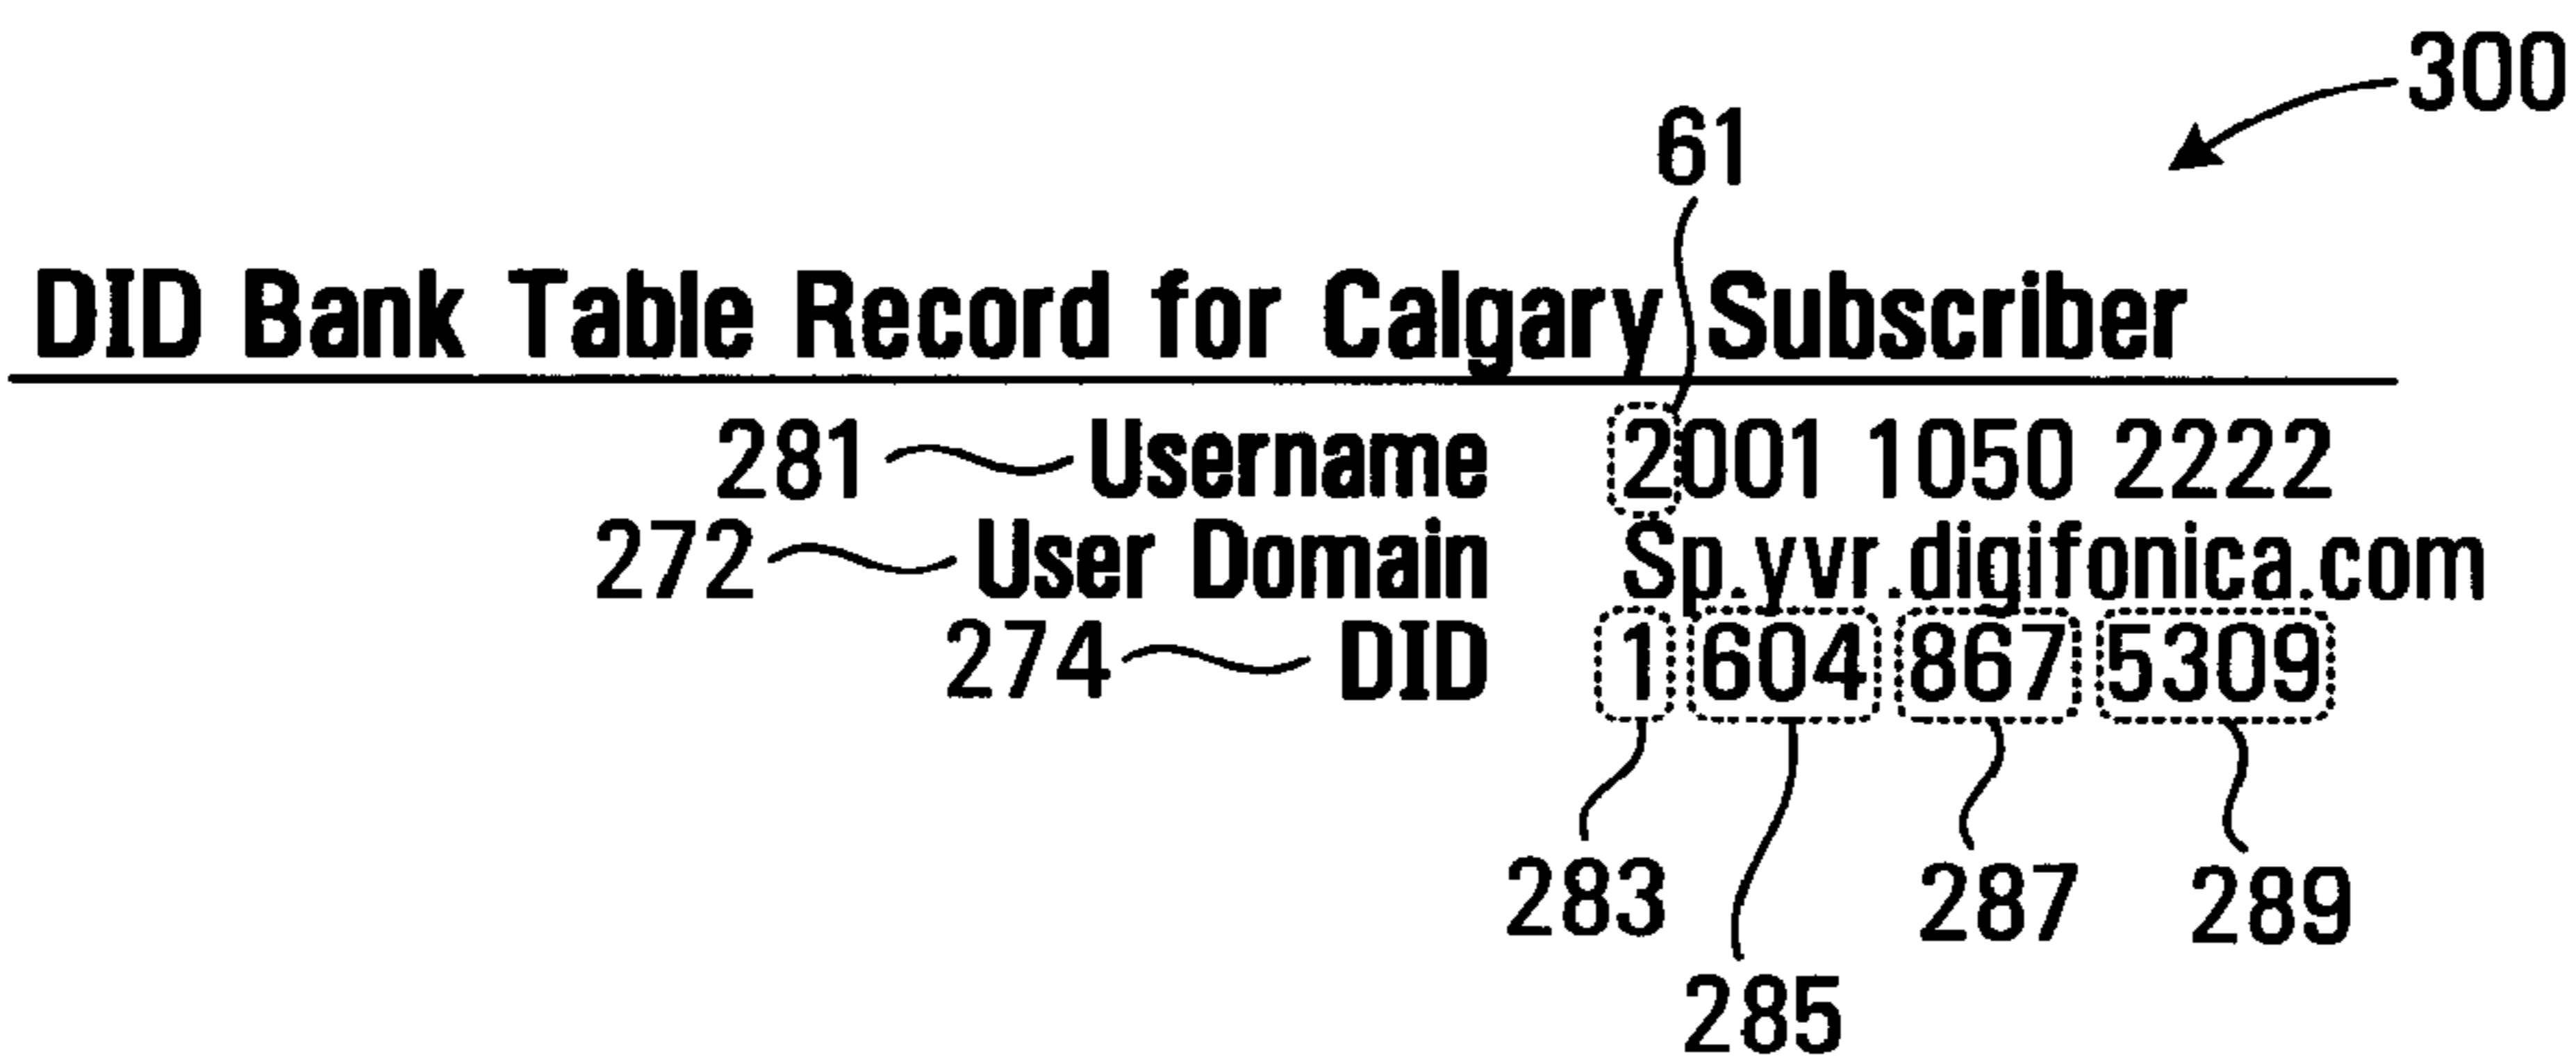 300
61
DID Bank Table Record for Calgary Subscriber
281 Username 2001 1050 2222
272 User Domain Sp.yvr.digifonica.com
274 DID 1 604 867 5309
283 287 289
285